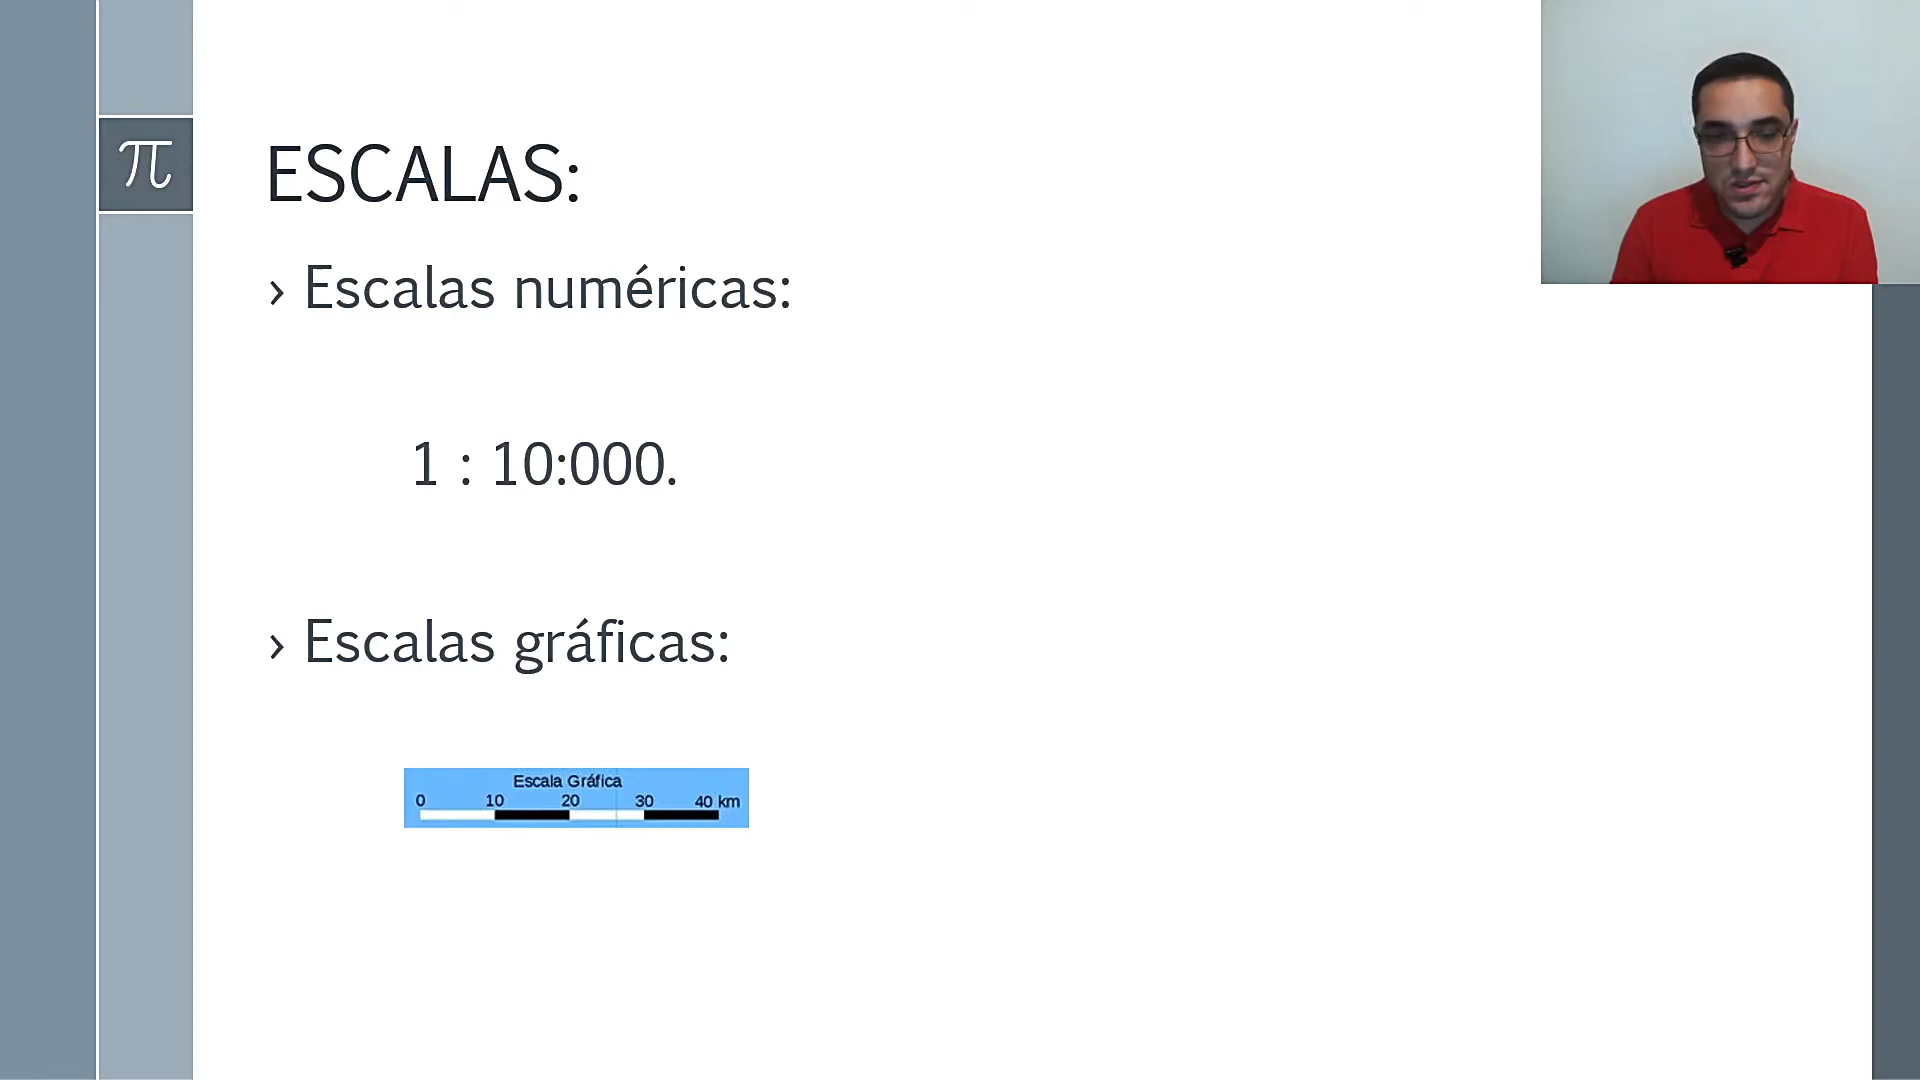 π
ESCALAS:
› Escalas numéricas:
1 : 10:000.
› Escalas gráficas:
Escala Gráfica
0 10 20 30 40 km